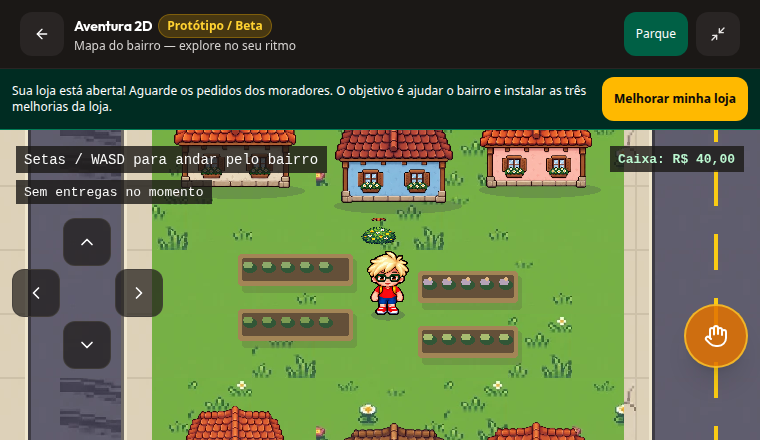 Aventura 2D
Protótipo / Beta
Mapa do bairro — explore no seu ritmo
Parque
Sua loja está aberta! Aguarde os pedidos dos moradores. O objetivo é ajudar o bairro e instalar as três
melhorias da loja.
Melhorar minha loja
Setas / WASD para andar pelo bairro
Caixa: R$ 40,00
Sem entregas no momento